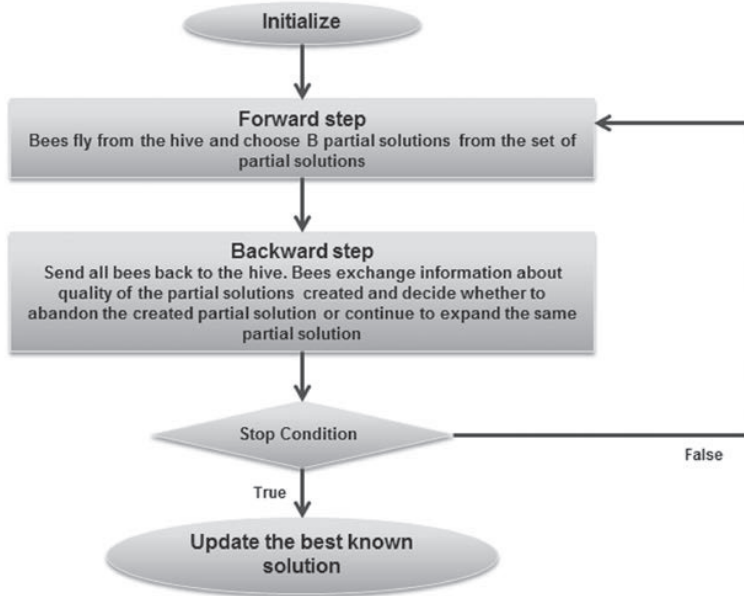 Initialize
Forward step
Bees fly from the hive and choose B partial solutions from the set of
partial solutions
Backward step
Send all bees back to the hive. Bees exchange information about
quality of the partial solutions created and decide whether to
abandon the created partial solution or continue to expand the same
partial solution
Stop Condition
False
True
Update the best known
solution